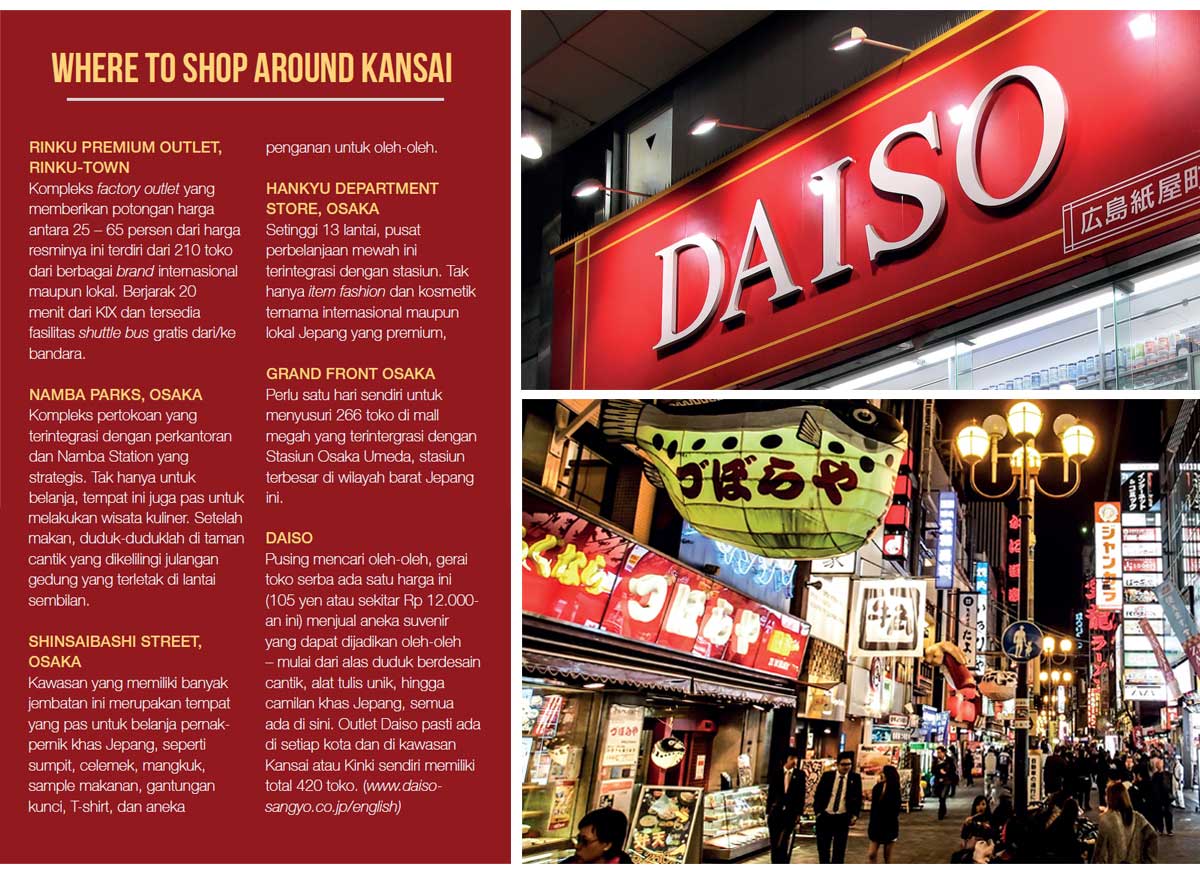 WHERE TO SHOP AROUND KANSAI
RINKU PREMIUM OUTLET,
RINKU-TOWN
Kompleks factory outlet yang
memberikan potongan harga
antara 25 – 65 persen dari harga
resminya ini terdiri dari 210 toko
dari berbagai brand internasional
maupun lokal. Berjarak 20
menit dari KIX dan tersedia
fasilitas shuttle bus gratis dari/ke
bandara.
NAMBA PARKS, OSAKA
Kompleks pertokoan yang
terintegrasi dengan perkantoran
dan Namba Station yang
strategis. Tak hanya untuk
belanja, tempat ini juga pas untuk
melakukan wisata kuliner. Setelah
makan, duduk-duduklah di taman
cantik yang dikelilingi julangan
gedung yang terletak di lantai
sembilan.
SHINSAIBASHI STREET,
OSAKA
Kawasan yang memiliki banyak
jembatan ini merupakan tempat
yang pas untuk belanja pernak-
pernik khas Jepang, seperti
sumpit, celemek, mangkuk,
sample makanan, gantungan
kunci, T-shirt, dan aneka
penganan untuk oleh-oleh.
HANKYU DEPARTMENT
STORE, OSAKA
Setinggi 13 lantai, pusat
perbelanjaan mewah ini
terintegrasi dengan stasiun. Tak
hanya item fashion dan kosmetik
ternama internasional maupun
lokal Jepang yang premium,
GRAND FRONT OSAKA
Perlu satu hari sendiri untuk
menyusuri 266 toko di mall
megah yang terintergrasi dengan
Stasiun Osaka Umeda, stasiun
terbesar di wilayah barat Jepang
ini.
DAISO
Pusing mencari oleh-oleh, gerai
toko serba ada satu harga ini
(105 yen atau sekitar Rp 12.000-
an ini) menjual aneka suvenir
yang dapat dijadikan oleh-oleh
– mulai dari alas duduk berdesain
cantik, alat tulis unik, hingga
camilan khas Jepang, semua
ada di sini. Outlet Daiso pasti ada
di setiap kota dan di kawasan
Kansai atau Kinki sendiri memiliki
total 420 toko. (www.daiso-
sangyo.co.jp/english)
DAISO
広島紙屋町
づぼらや
づぼらや
ジャンカラ